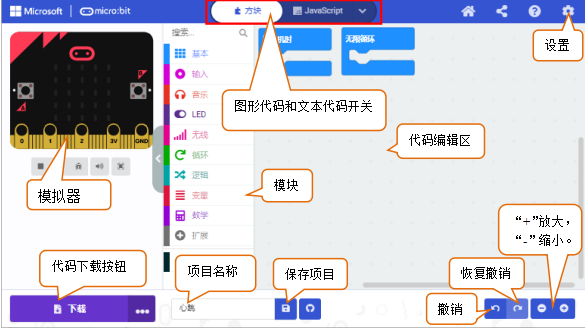 Microsoft
micro:bit
方块
JavaScript
设置
搜索...
基本
输入
音乐
LED
无线
循环
逻辑
变量
数学
扩展
无限循环
图形代码和文本代码开关
代码编辑区
0 1 2 3V GND
模拟器
模块
“+”放大，
“-”缩小。
代码下载按钮
项目名称
保存项目
恢复撤销
撤销
下载
心跳